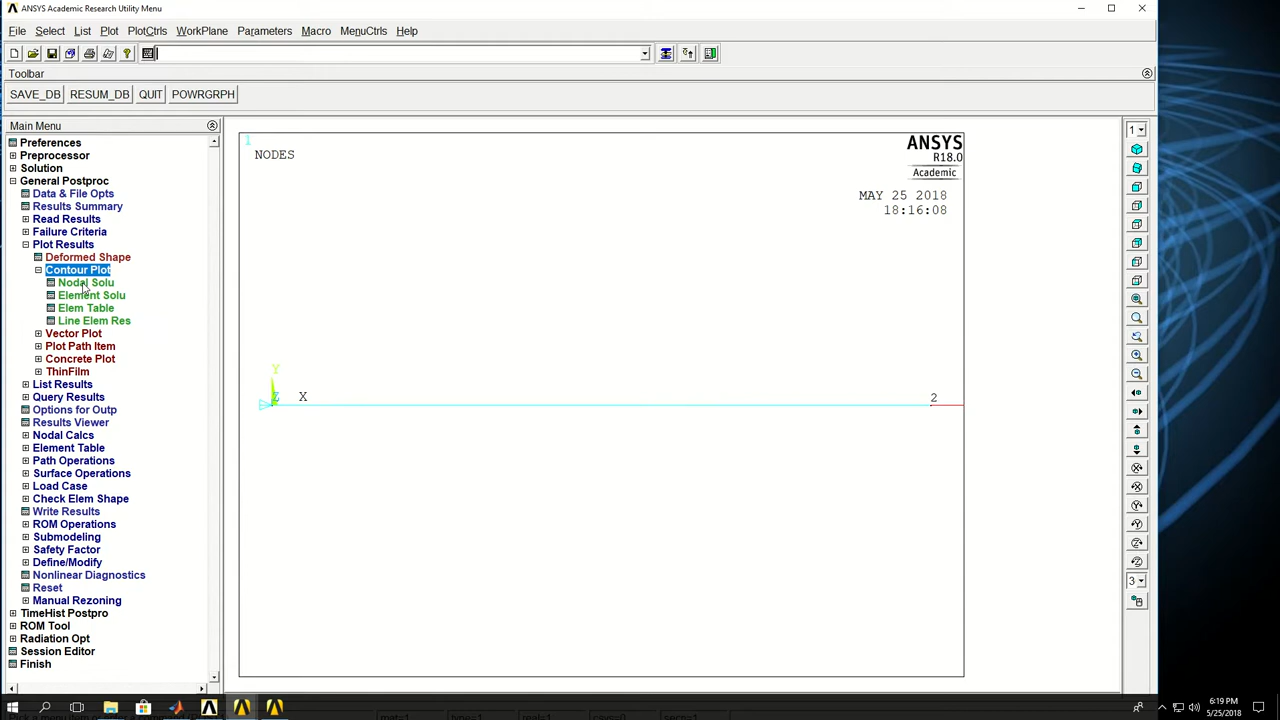 ANSYS Academic Research Utility Menu
File Select List Plot PlotCtrls WorkPlane Parameters Macro MenuCtrls Help
Toolbar
SAVE_DB RESUM_DB QUIT POWRGRPH
Main Menu
Preferences
Preprocessor
Solution
General Postproc
Data & File Opts
Results Summary
Read Results
Failure Criteria
Plot Results
Deformed Shape
Contour Plot
Nodal Solu
Element Solu
Elem Table
Line Elem Res
Vector Plot
Plot Path Item
Concrete Plot
ThinFilm
List Results
Query Results
Options for Outp
Results Viewer
Nodal Calcs
Element Table
Path Operations
Surface Operations
Load Case
Check Elem Shape
Write Results
ROM Operations
Submodeling
Safety Factor
Define/Modify
Nonlinear Diagnostics
Reset
Manual Rezoning
TimeHist Postpro
ROM Tool
Radiation Opt
Session Editor
Finish
1
NODES
ANSYS
R18.0
Academic
MAY 25 2018
18:16:08
Y
Z X
2
1
3
6:19 PM
5/25/2018